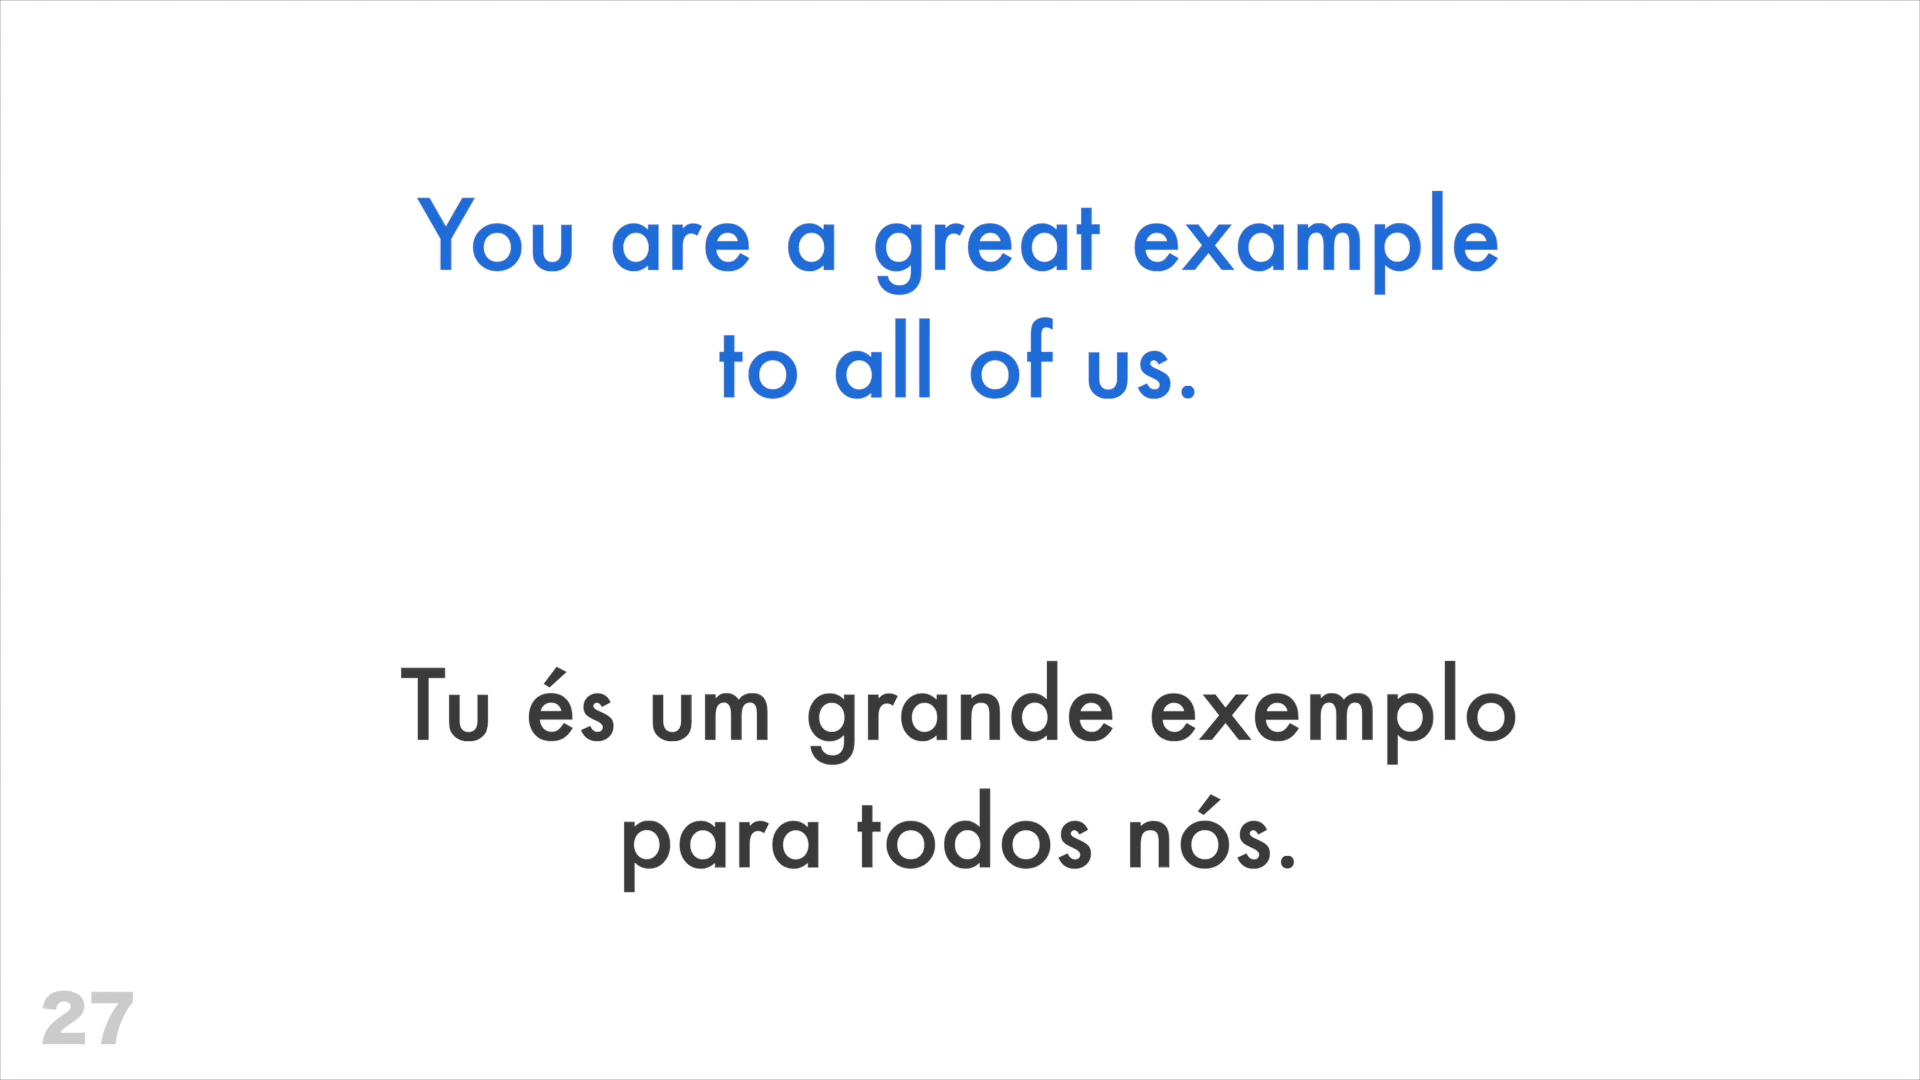 You are a great example
to all of us.
Tu és um grande exemplo
para todos nós.
27